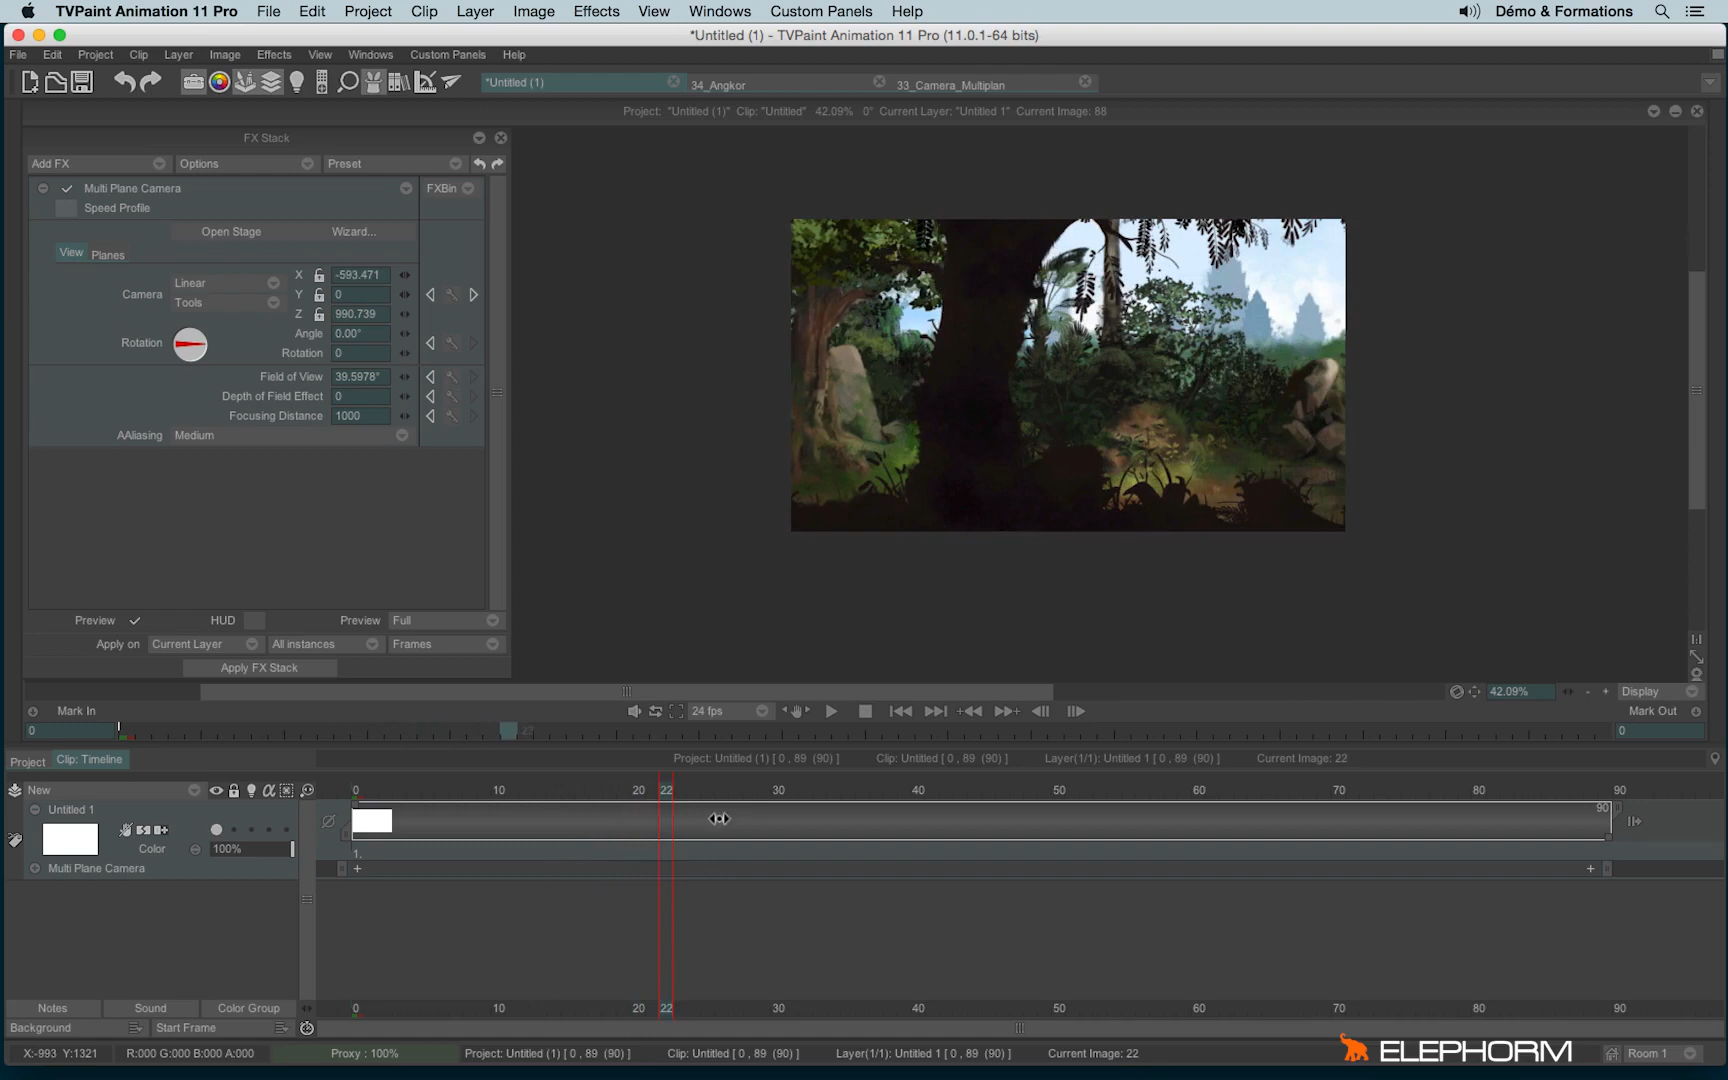 TVPaint Animation 11 Pro File Edit Project Clip Layer Image Effects View Windows Custom Panels Help Démo & Formations
*Untitled (1) - TVPaint Animation 11 Pro (11.0.1-64 bits)
File Edit Project Clip Layer Image Effects View Windows Custom Panels Help
*Untitled (1) 34_Angkor 33_Camera_Multiplan
Project: "Untitled (1)" Clip: "Untitled" 42.09% 0° Current Layer: "Untitled 1" Current Image: 88
FX Stack
Add FX Options Preset
Multi Plane Camera FXBin
Speed Profile
Open Stage Wizard...
View Planes
X -593.471
Linear
Camera Y 0
Tools
Z 990.739
Angle 0.00°
Rotation
Rotation 0
Field of View 39.5978°
Depth of Field Effect 0
Focusing Distance 1000
AAliasing Medium
Preview HUD Preview Full
Apply on Current Layer All instances Frames
Apply FX Stack
42.09% - + Display
Mark In 24 fps Mark Out
0 0
Project Clip: Timeline Project: Untitled (1) [ 0 , 89 (90) ] Clip: Untitled [ 0 , 89 (90) ] Layer(1/1): Untitled 1 [ 0 , 89 (90) ] Current Image: 22
New 0 10 20 22 30 40 50 60 70 80 90
Untitled 1 90
Color 100%
1.
Multi Plane Camera
Notes Sound Color Group 0 10 20 22 30 40 50 60 70 80 90
Background Start Frame
X:-993 Y:1321 R:000 G:000 B:000 A:000 Proxy : 100% Project: Untitled (1) [ 0 , 89 (90) ] Clip: Untitled [ 0 , 89 (90) ] Layer(1/1): Untitled 1 [ 0 , 89 (90) ] Current Image: 22 ELEPHORM Room 1